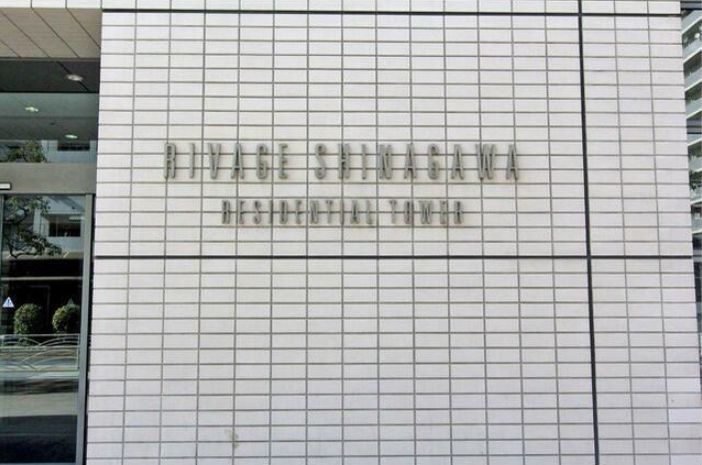 RIVAGE SHINAGAWA
RESIDENTIAL TOWER